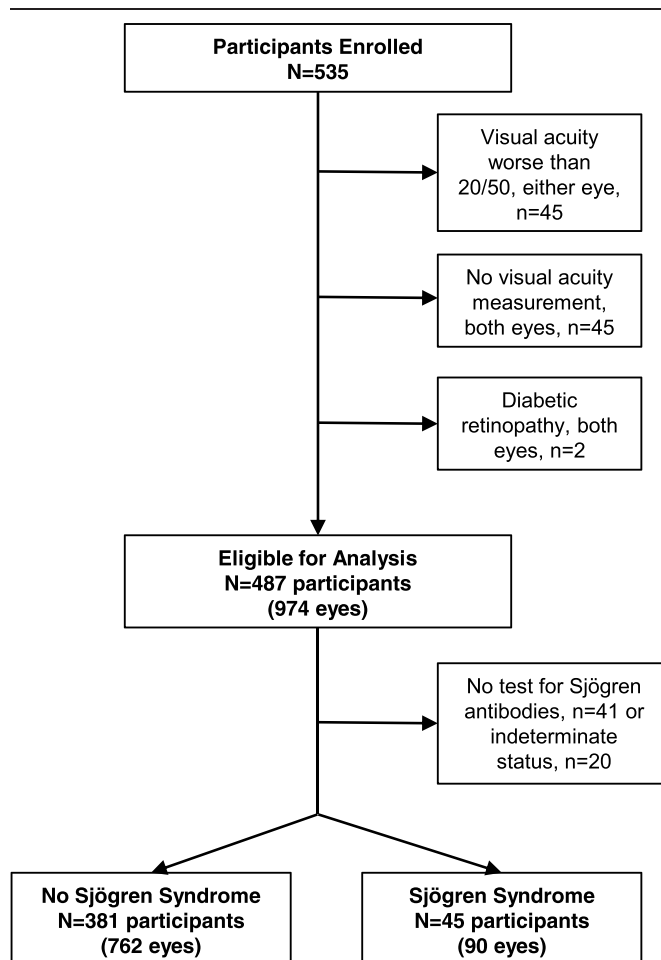 Participants Enrolled
N=535
Visual acuity
worse than
20/50, either eye,
n=45
No visual acuity
measurement,
both eyes, n=45
Diabetic
retinopathy, both
eyes, n=2
Eligible for Analysis
N=487 participants
(974 eyes)
No test for Sjögren
antibodies, n=41 or
indeterminate
status, n=20
No Sjögren Syndrome
N=381 participants
(762 eyes)
Sjögren Syndrome
N=45 participants
(90 eyes)